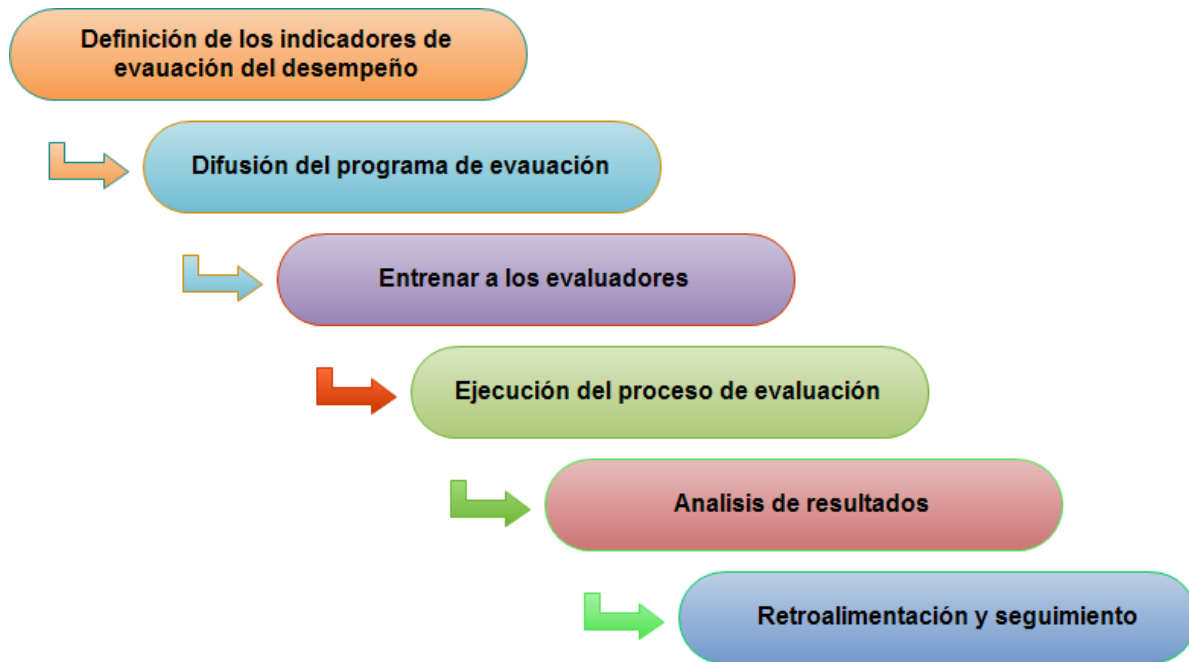 Definición de los indicadores de
evauación del desempeño
Difusión del programa de evauación
Entrenar a los evaluadores
Ejecución del proceso de evaluación
Analisis de resultados
Retroalimentación y seguimiento